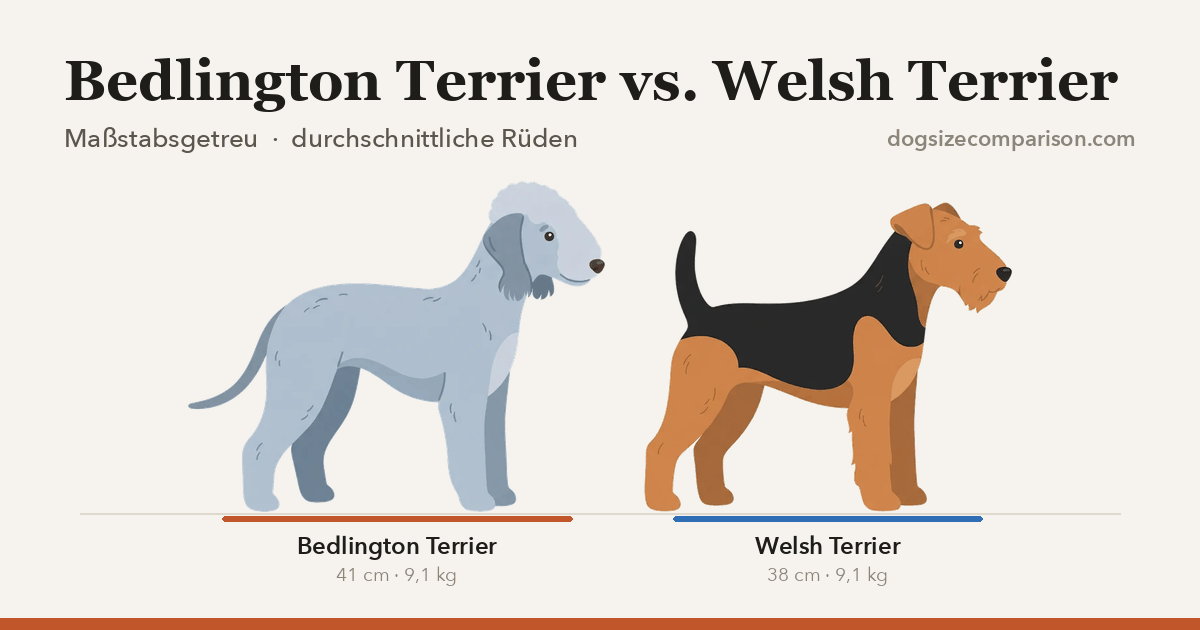 Bedlington Terrier vs. Welsh Terrier
Maßstabsgetreu · durchschnittliche Rüden
dogsizecomparison.com
Bedlington Terrier
41 cm · 9,1 kg
Welsh Terrier
38 cm · 9,1 kg